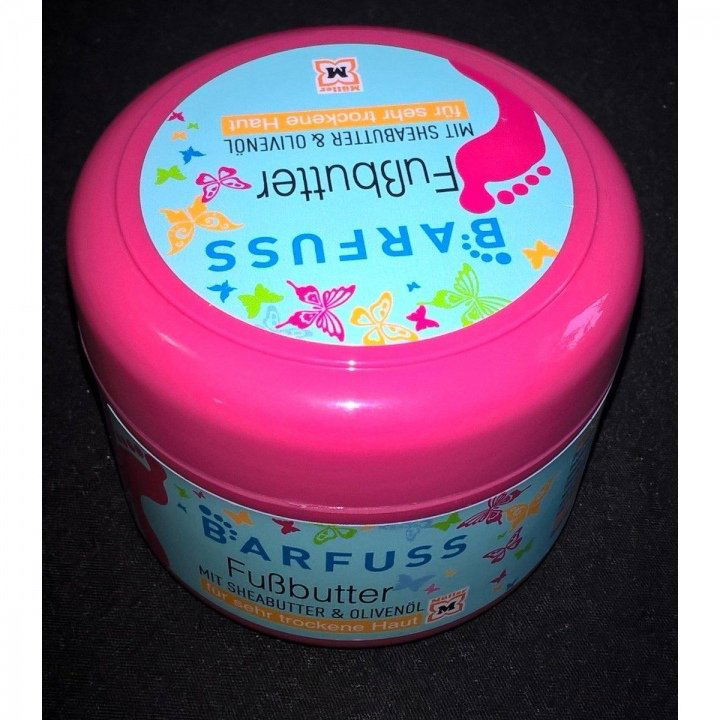 BARFUSS
Fußbutter
MIT SHEABUTTER & OLIVENÖL
für sehr trockene Haut
Müller
M
BARFUSS
Fußbutter
MIT SHEABUTTER & OLIVENÖL
für sehr trockene Haut
Müller
M